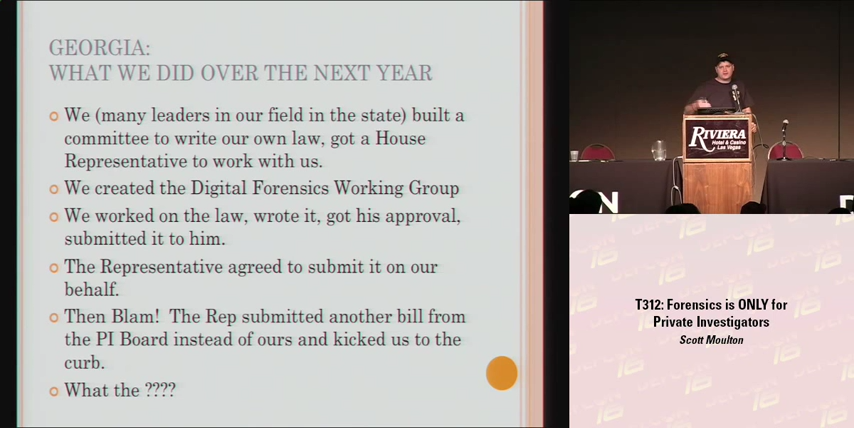 GEORGIA:
WHAT WE DID OVER THE NEXT YEAR
We (many leaders in our field in the state) built a
committee to write our own law, got a House
Representative to work with us.
We created the Digital Forensics Working Group
We worked on the law, wrote it, got his approval,
submitted it to him.
The Representative agreed to submit it on our
behalf.
Then Blam! The Rep submitted another bill from
the PI Board instead of ours and kicked us to the
curb.
What the ????
RIVIERA
Hotel & Casino
Las Vegas
ON
D
T312: Forensics is ONLY for
Private Investigators
Scott Moulton